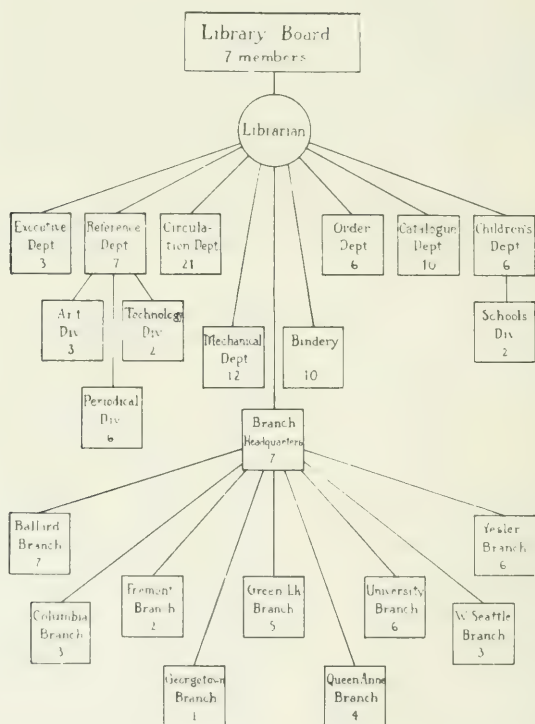 Library Board
7 members
Librarian
Executive
Dept
3
Reference
Dept
7
Circula-
tion Dept
21
Order
Dept
6
Catalogue
Dept
10
Children's
Dept
6
Art
Div
3
Technology
Div
2
Periodical
Div
6
Mechanical
Dept
12
Bindery
10
Schools
Div
2
Branch
Headquarters
7
Ballard
Branch
7
Columbia
Branch
3
Fremont
Branch
2
Georgetown
Branch
1
Green Lk
Branch
5
Queen Anne
Branch
4
University
Branch
6
W Seattle
Branch
3
Yesler
Branch
6